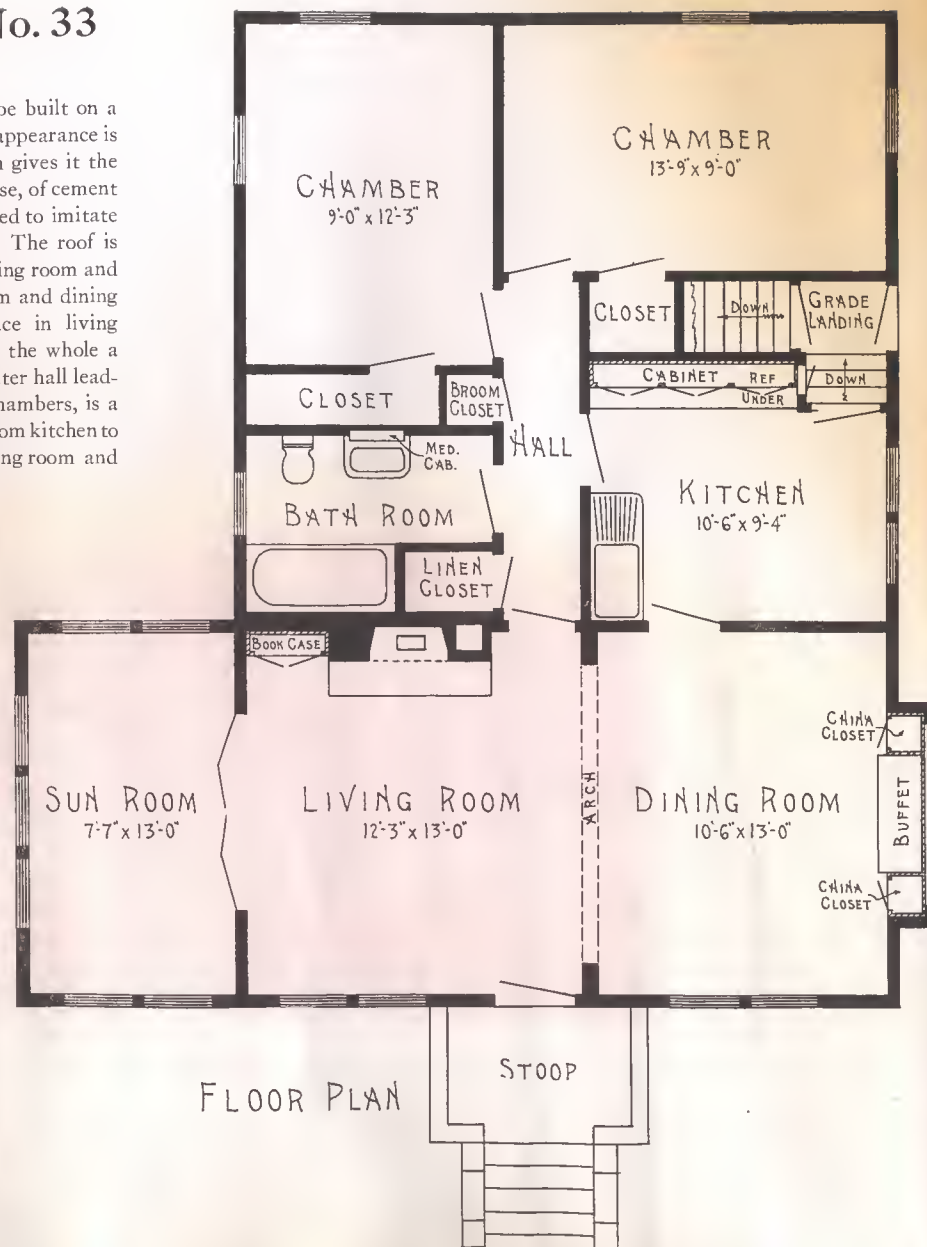 No. 33
be built on a
appearance is
gives it the
se, of cement
ed to imitate
The roof is
ing room and
m and dining
ce in living
the whole a
ter hall lead-
hambers, is a
om kitchen to
ng room and
CHAMBER
9'-0" x 12'-3"
CHAMBER
13'-9" x 9'-0"
CLOSET
DOWN
GRADE
LANDING
CLOSET
BROOM
CLOSET
CABINET
REF
UNDER
DOWN
HALL
MED.
CAB.
BATH ROOM
KITCHEN
10'-6" x 9'-4"
LINEN
CLOSET
BOOK CASE
SUN ROOM
7'-7" x 13'-0"
LIVING ROOM
12'-3" x 13'-0"
ARCH
DINING ROOM
10'-6" x 13'-0"
CHINA
CLOSET
BUFFET
CHINA
CLOSET
STOOP
FLOOR PLAN